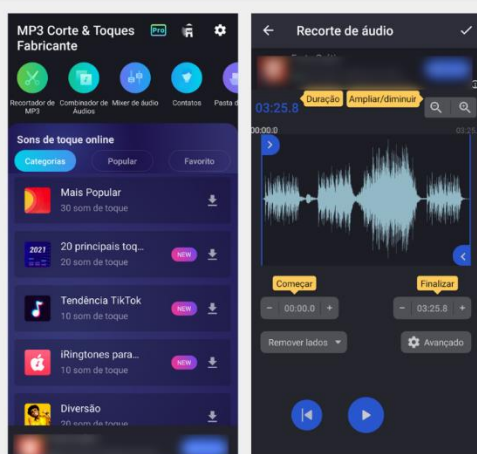 MP3 Corte & Toques
Fabricante
Pro
Recortador de
MP3
Combinador de
Áudios
Mixer de áudio
Contatos
Pasta d
Sons de toque online
Categorias
Popular
Favorito
Mais Popular
30 som de toque
2021
20 principais toq...
20 som de toque
NEW
Tendência TikTok
10 som de toque
NEW
iRingtones para...
10 som de toque
NEW
Diversão
20 som de toque
Recorte de áudio
03:25.8
Duração
Ampliar/diminuir
00:00.0
03:25.
Começar
Finalizar
- 00:00.0 +
- 03:25.8 +
Remover lados
Avançado